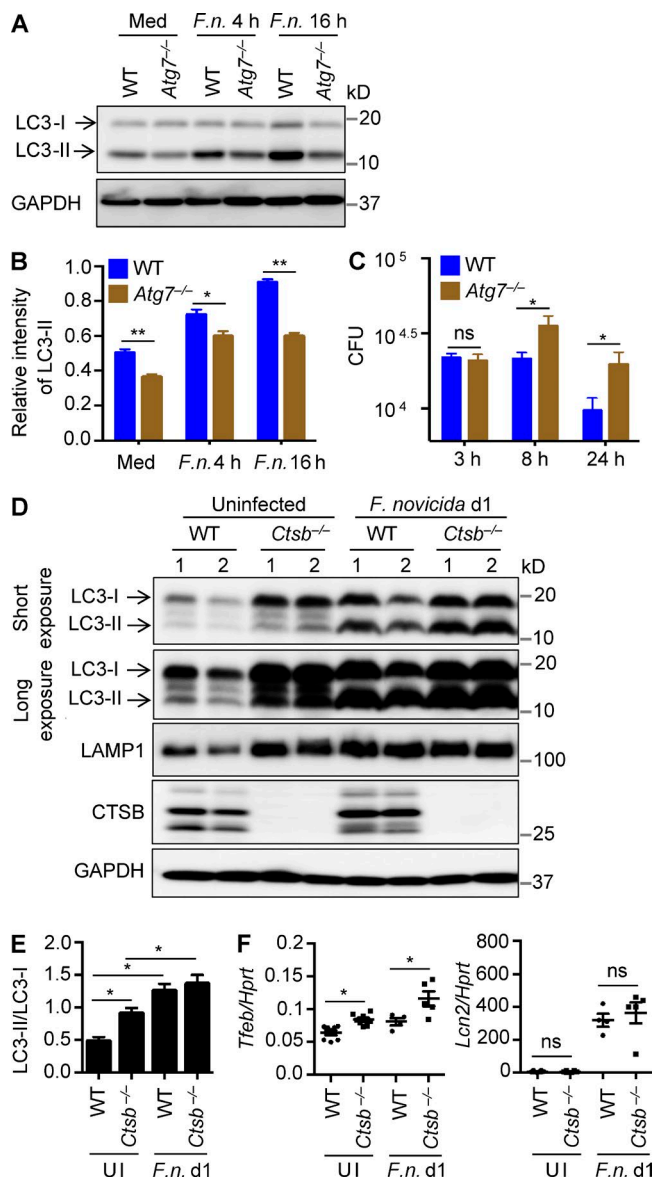 A
Med
F.n. 4 h
F.n. 16 h
WT
Atg7–/–
WT
Atg7–/–
WT
Atg7–/–
kD
LC3-I
20
LC3-II
10
GAPDH
37
B
WT
Atg7–/–
Relative intensity
of LC3-II
1.0
0.8
0.6
0.4
0.2
0.0
**
*
**
Med
F.n. 4 h
F.n. 16 h
C
WT
Atg7–/–
CFU
10^5
10^4.5
10^4
ns
*
*
3 h
8 h
24 h
D
Uninfected
F. novicida d1
WT
Ctsb–/–
WT
Ctsb–/–
1 2 1 2 1 2 1 2 kD
Short
exposure
LC3-I
20
LC3-II
10
Long
exposure
LC3-I
20
LC3-II
10
LAMP1
100
CTSB
25
GAPDH
37
E
LC3-II/LC3-I
2.0
1.5
1.0
0.5
0
*
*
*
WT
Ctsb–/–
WT
Ctsb–/–
UI
F.n. d1
F
Tfeb/Hprt
0.2
0.15
0.1
0.05
0.00
*
*
WT
Ctsb–/–
WT
Ctsb–/–
UI
F.n. d1
Lcn2/Hprt
800
600
400
200
0
ns
ns
WT
Ctsb–/–
WT
Ctsb–/–
UI
F.n. d1